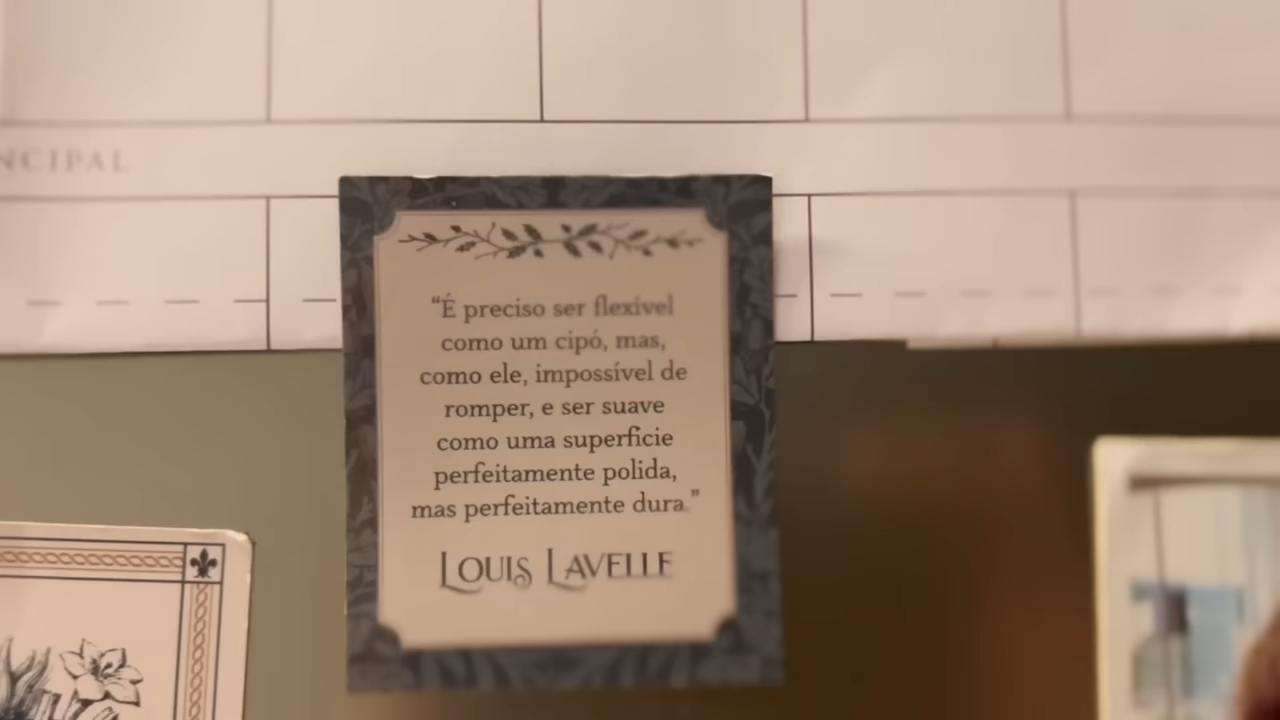 NCIPAL
“É preciso ser flexível
como um cipó, mas,
como ele, impossível de
romper, e ser suave
como uma superfície
perfeitamente polida,
mas perfeitamente dura.”
LOUIS LAVELLE